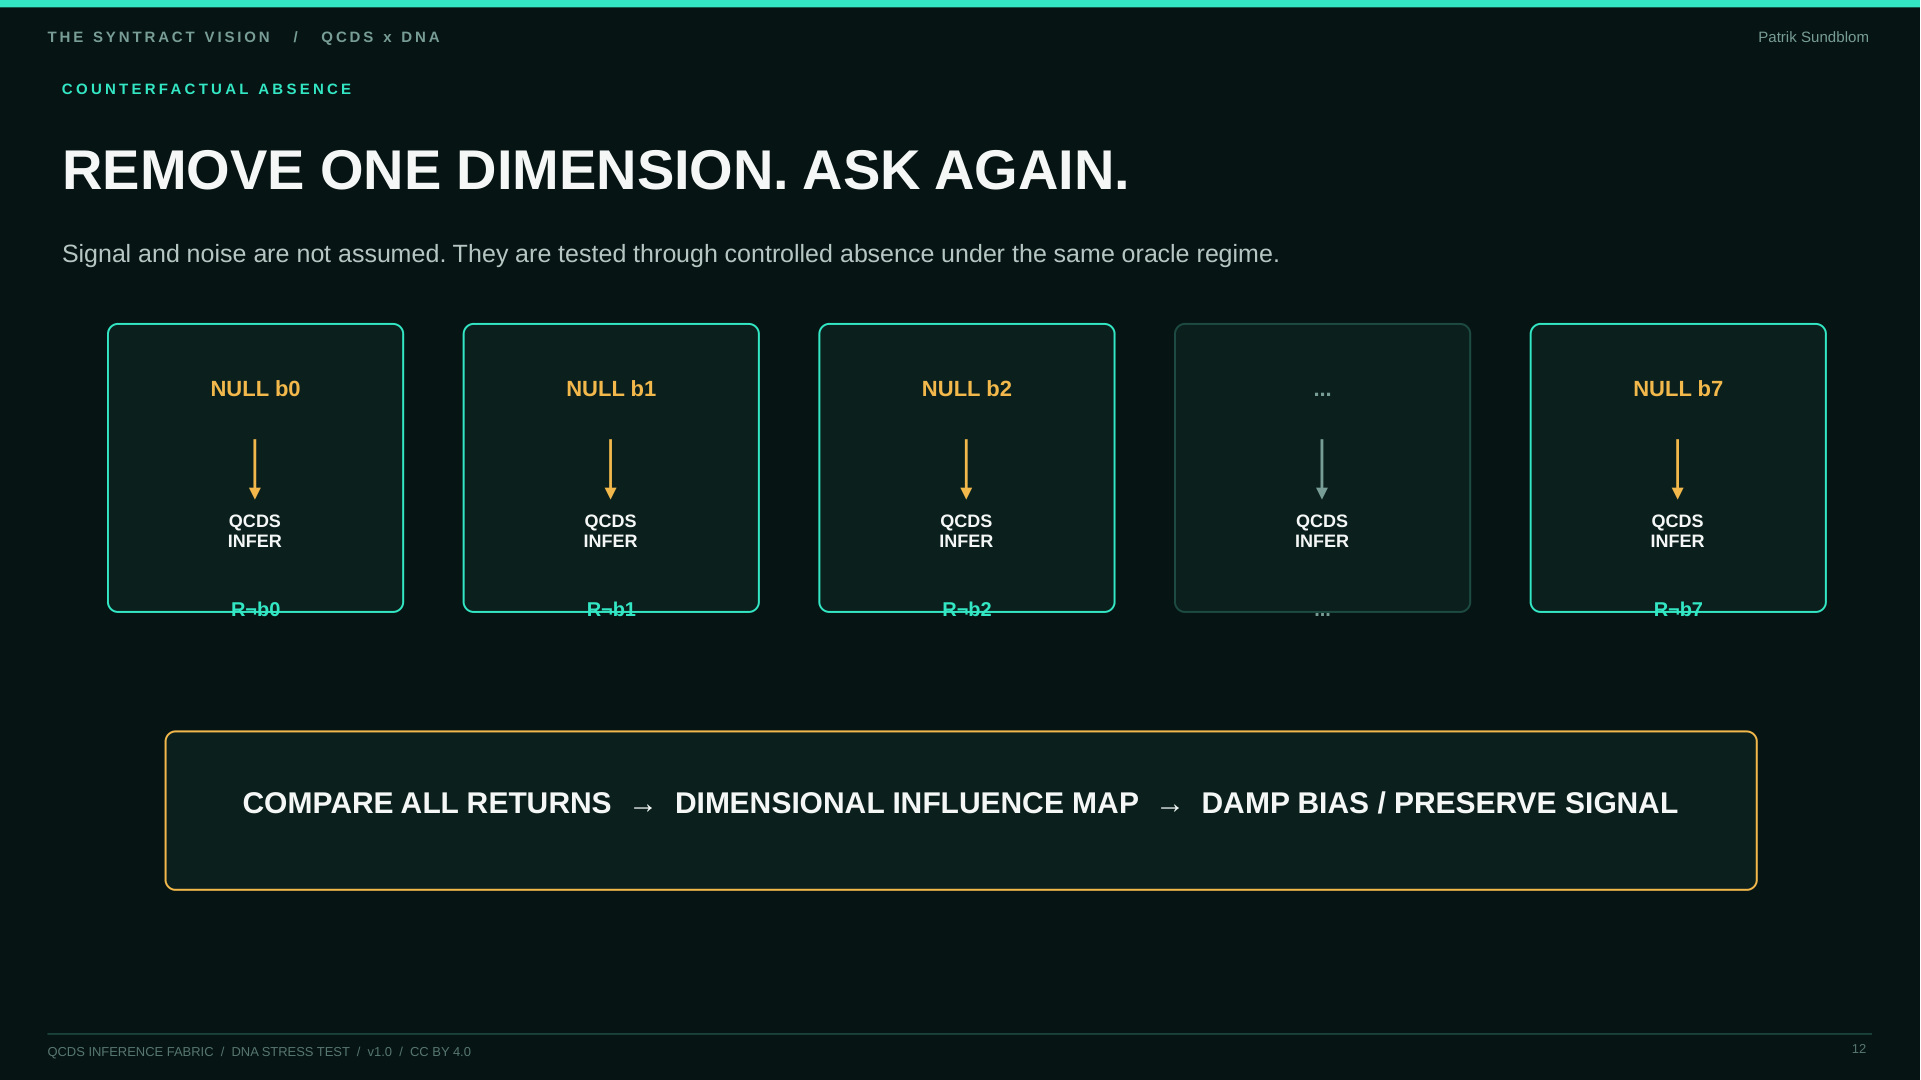 THE SYNTRACT VISION / QCDS x DNA
Patrik Sundblom
COUNTERFACTUAL ABSENCE
REMOVE ONE DIMENSION. ASK AGAIN.
Signal and noise are not assumed. They are tested through controlled absence under the same oracle regime.
NULL b0
QCDS
INFER
R¬b0
NULL b1
QCDS
INFER
R¬b1
NULL b2
QCDS
INFER
R¬b2
...
QCDS
INFER
...
NULL b7
QCDS
INFER
R¬b7
COMPARE ALL RETURNS → DIMENSIONAL INFLUENCE MAP → DAMP BIAS / PRESERVE SIGNAL
QCDS INFERENCE FABRIC / DNA STRESS TEST / v1.0 / CC BY 4.0
12